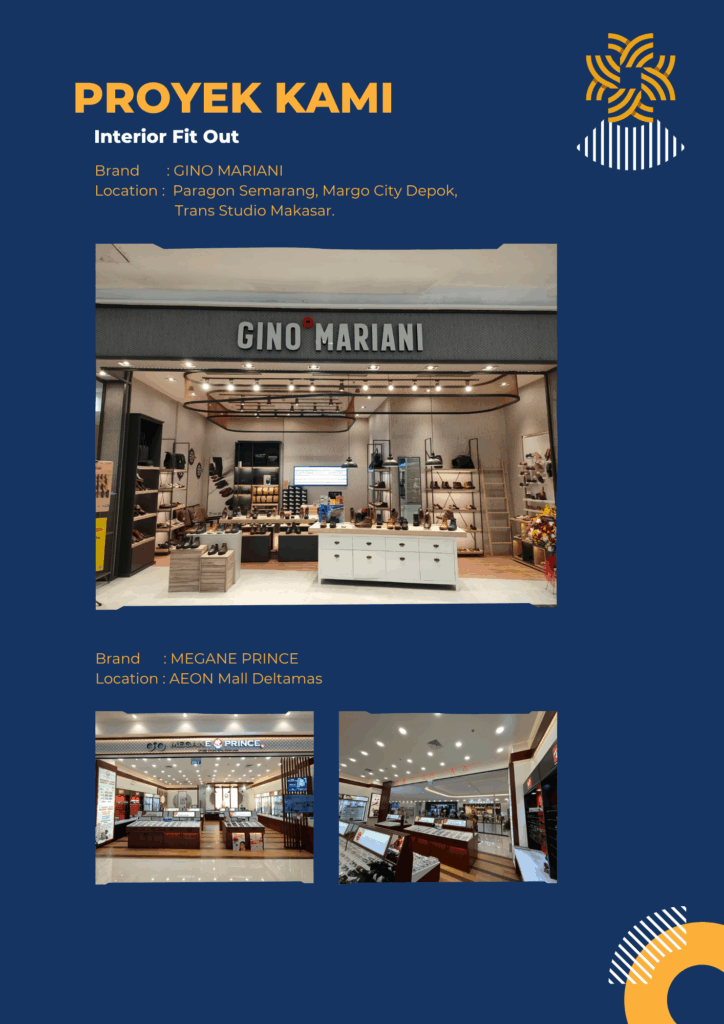 PROYEK KAMI
Interior Fit Out
Brand : GINO MARIANI
Location : Paragon Semarang, Margo City Depok,
Trans Studio Makasar.
GINO MARIANI
Brand : MEGANE PRINCE
Location : AEON Mall Deltamas
MEGANE PRINCE